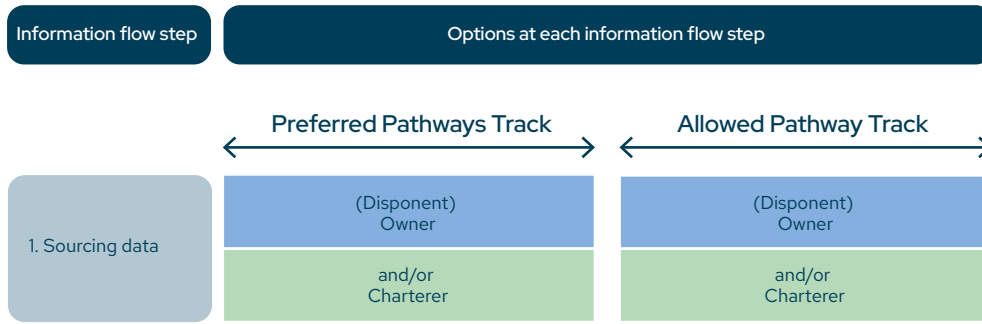 Information flow step
Options at each information flow step
Preferred Pathways Track
Allowed Pathway Track
1. Sourcing data
(Disponent)
Owner
and/or
Charterer
(Disponent)
Owner
and/or
Charterer